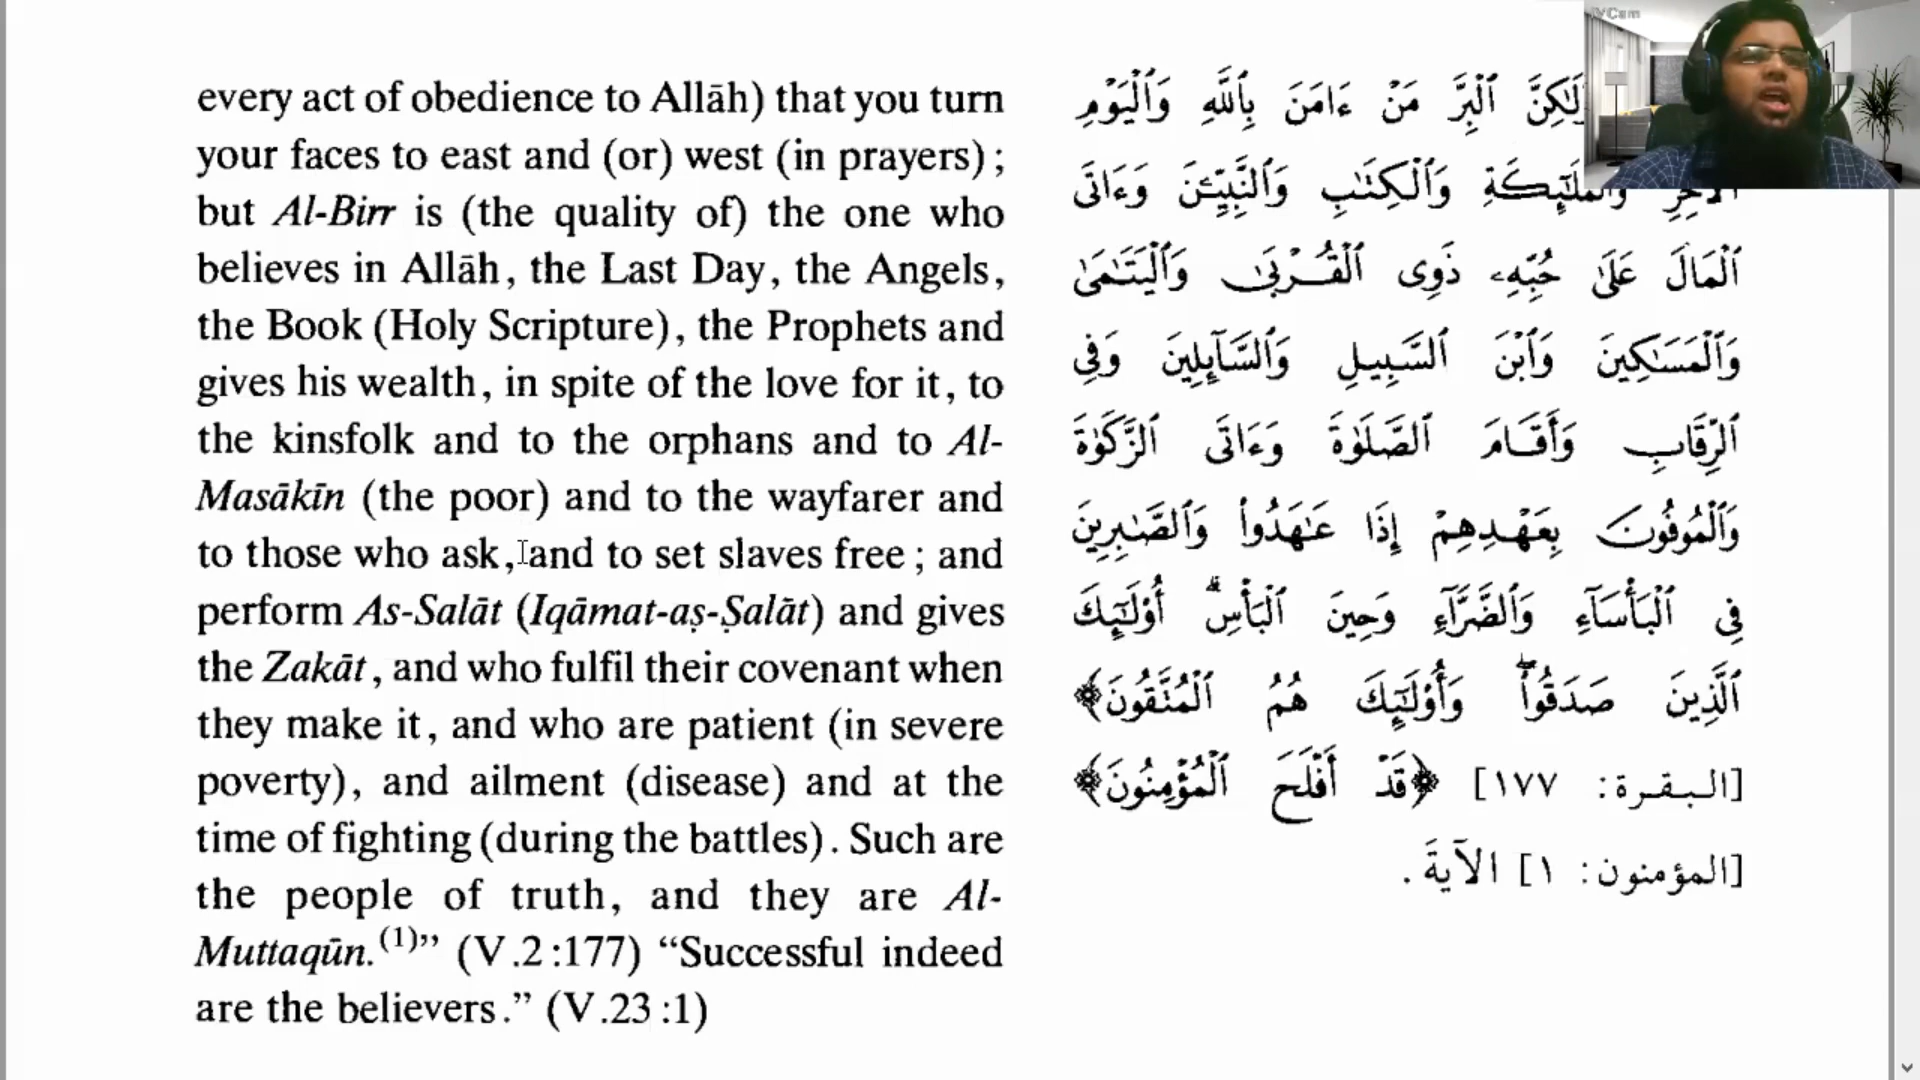 every act of obedience to Allāh) that you turn
your faces to east and (or) west (in prayers);
but Al-Birr is (the quality of) the one who
believes in Allāh, the Last Day, the Angels,
the Book (Holy Scripture), the Prophets and
gives his wealth, in spite of the love for it, to
the kinsfolk and to the orphans and to Al-
Masākīn (the poor) and to the wayfarer and
to those who ask, and to set slaves free; and
perform As-Salāt (Iqāmat-aṣ-Ṣalāt) and gives
the Zakāt, and who fulfil their covenant when
they make it, and who are patient (in severe
poverty), and ailment (disease) and at the
time of fighting (during the battles). Such are
the people of truth, and they are Al-
Muttaqūn.(1)” (V.2:177) “Successful indeed
are the believers.” (V.23:1)
وَلَٰكِنَّ ٱلْبِرَّ مَنْ ءَامَنَ بِٱللَّهِ وَٱلْيَوْمِ
ٱلْءَاخِرِ وَٱلْمَلَٰٓئِكَةِ وَٱلْكِتَٰبِ وَٱلنَّبِيِّۦنَ وَءَاتَى
ٱلْمَالَ عَلَىٰ حُبِّهِۦ ذَوِى ٱلْقُرْبَىٰ وَٱلْيَتَٰمَىٰ
وَٱلْمَسَٰكِينَ وَٱبْنَ ٱلسَّبِيلِ وَٱلسَّآئِلِينَ وَفِى
ٱلرِّقَابِ وَأَقَامَ ٱلصَّلَوٰةَ وَءَاتَى ٱلزَّكَوٰةَ
وَٱلْمُوفُونَ بِعَهْدِهِمْ إِذَا عَٰهَدُوا۟ وَٱلصَّٰبِرِينَ
فِى ٱلْبَأْسَآءِ وَٱلضَّرَّآءِ وَحِينَ ٱلْبَأْسِ ۗ أُو۟لَٰٓئِكَ
ٱلَّذِينَ صَدَقُوا۟ ۖ وَأُو۟لَٰٓئِكَ هُمُ ٱلْمُتَّقُونَ﴾
[البقرة: ١٧٧] ﴿قَدْ أَفْلَحَ ٱلْمُؤْمِنُونَ﴾
[المؤمنون: ١] الآيةَ.